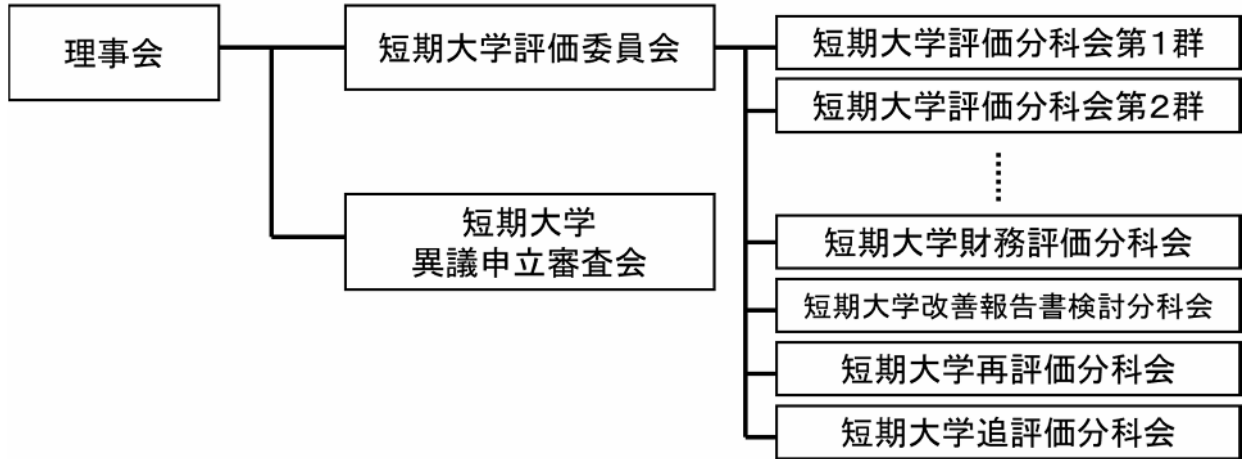 理事会
短期大学評価委員会
短期大学
異議申立審査会
短期大学評価分科会第１群
短期大学評価分科会第２群
短期大学財務評価分科会
短期大学改善報告書検討分科会
短期大学再評価分科会
短期大学追評価分科会